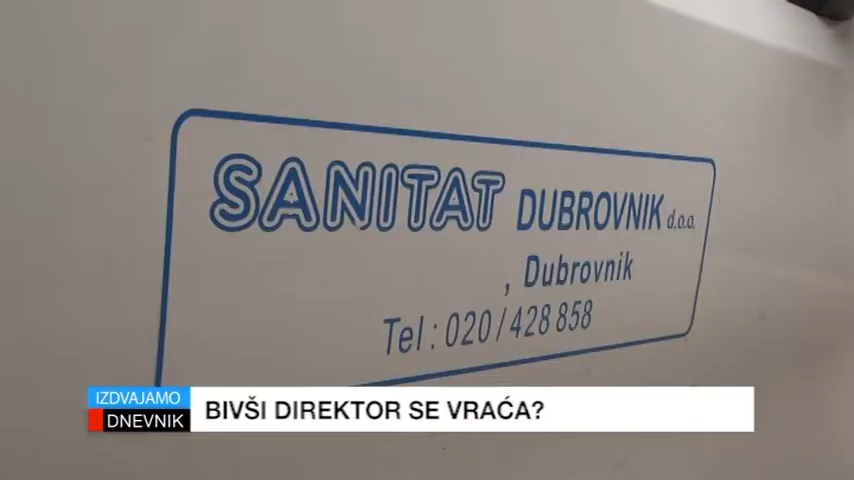 SANITAT DUBROVNIK d.o.o.
, Dubrovnik
Tel : 020 / 428 858
IZDVAJAMO
DNEVNIK
BIVŠI DIREKTOR SE VRAĆA?